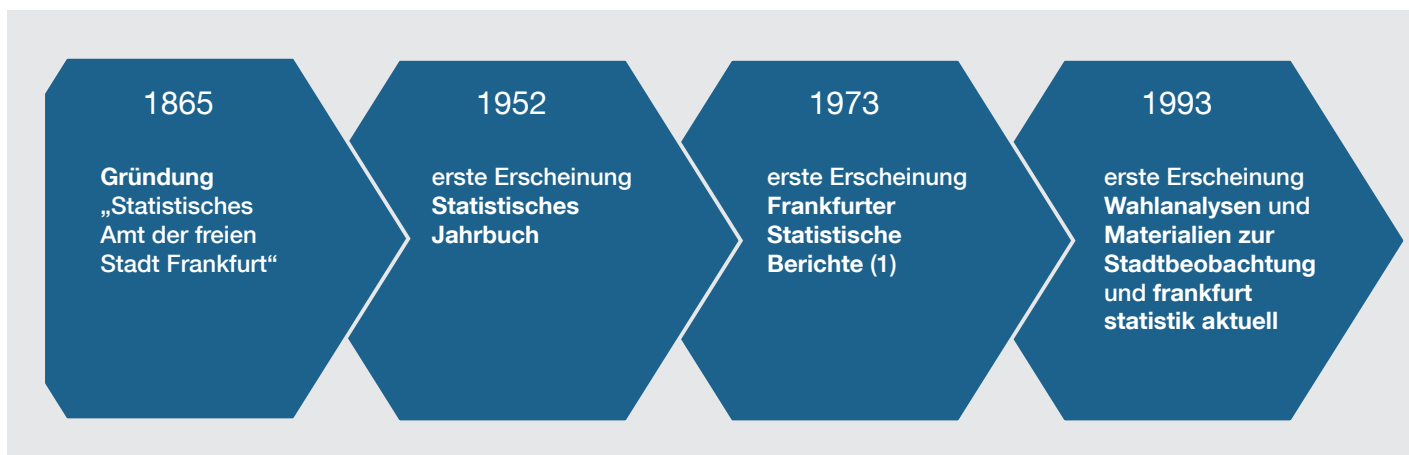 1865
Gründung
„Statistisches
Amt der freien
Stadt Frankfurt“
1952
erste Erscheinung
Statistisches
Jahrbuch
1973
erste Erscheinung
Frankfurter
Statistische
Berichte (1)
1993
erste Erscheinung
Wahlanalysen und
Materialien zur
Stadtbeobachtung
und frankfurt
statistik aktuell